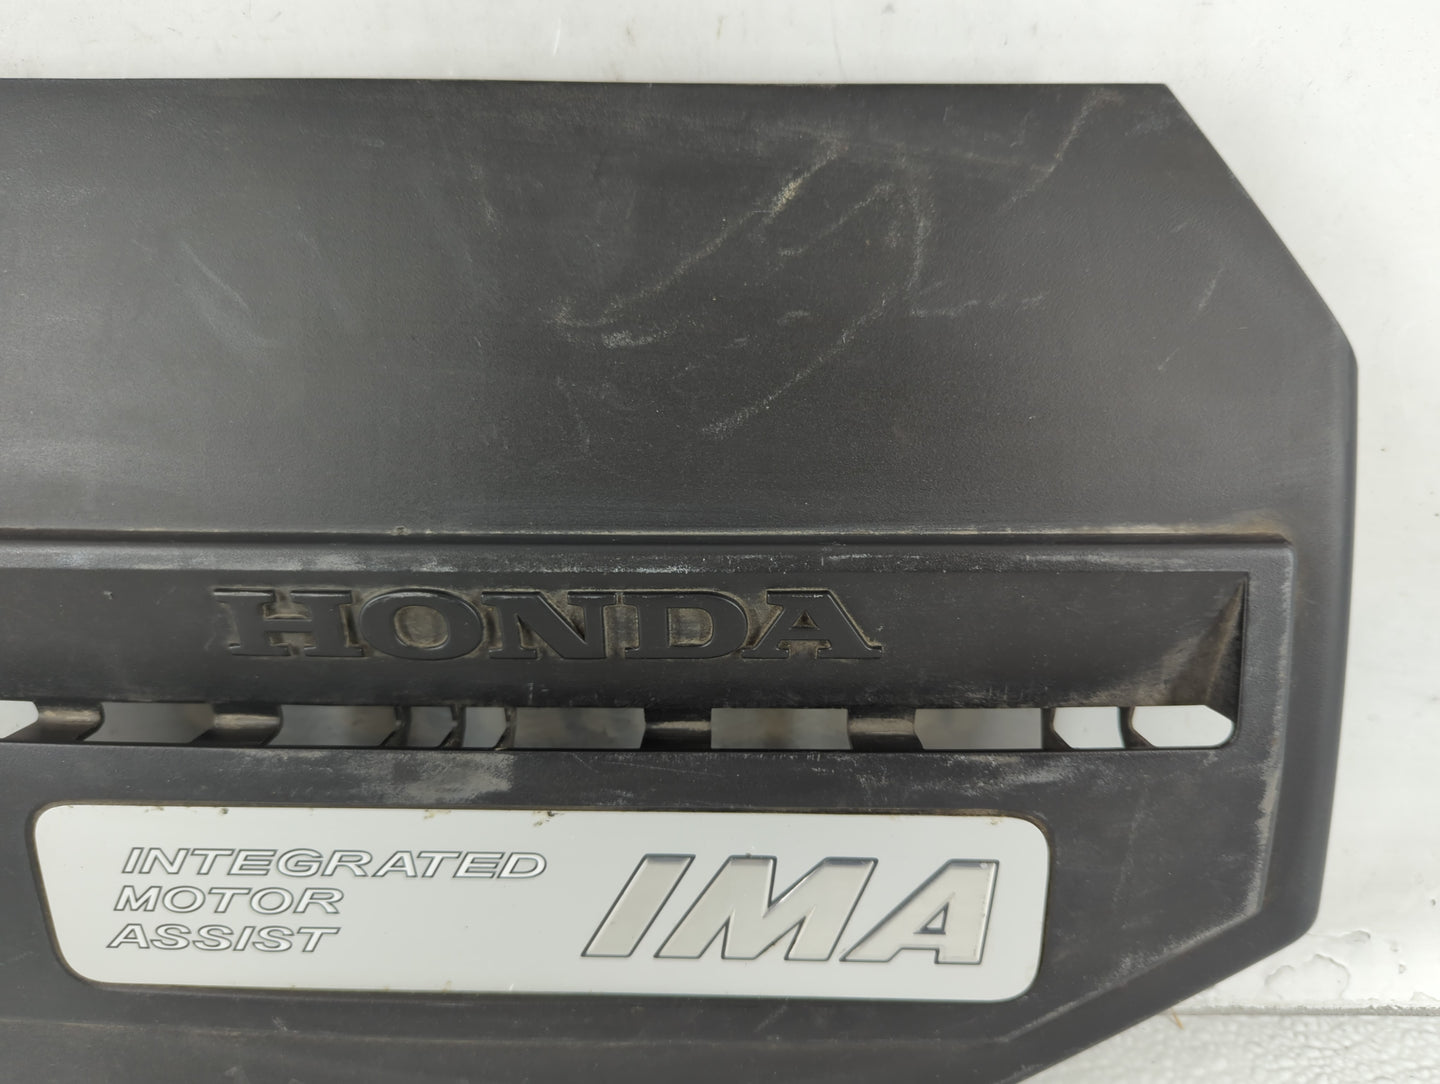 HONDA
INTEGRATED
MOTOR
ASSIST
IMA